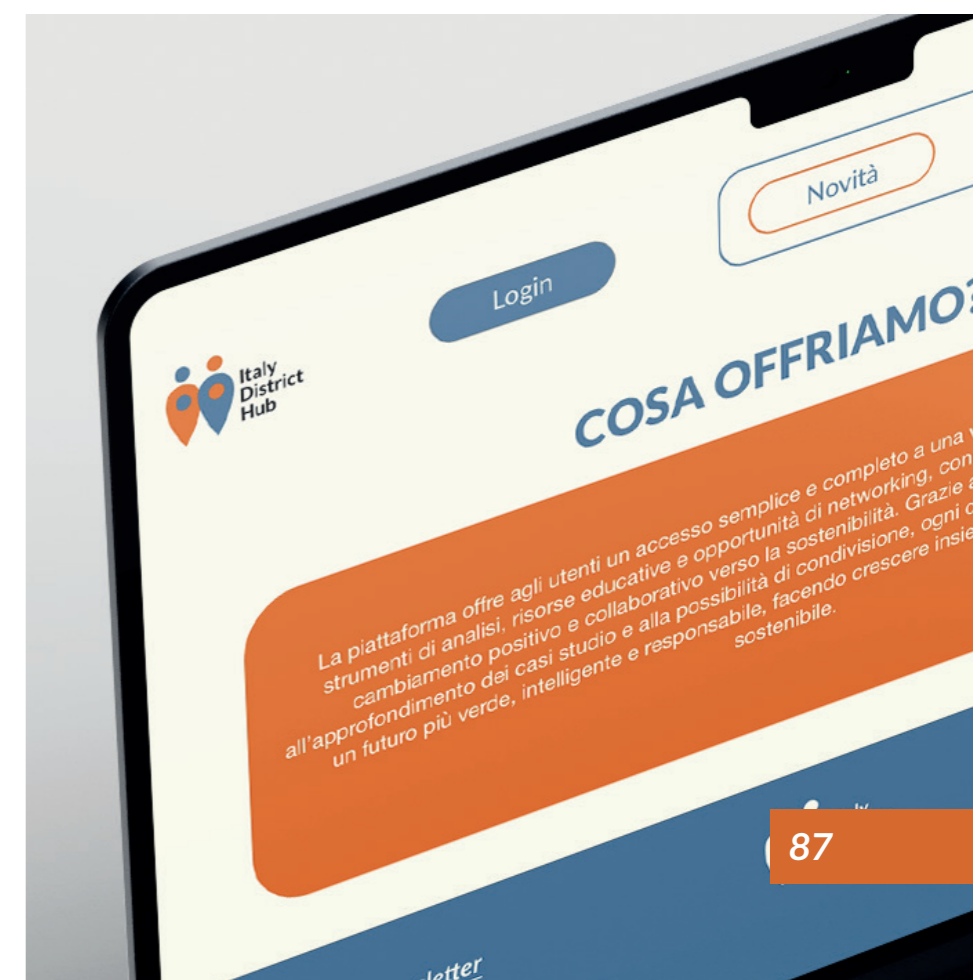 Novità
Login
Italy
District
Hub
COSA OFFRIAMO?
La piattaforma offre agli utenti un accesso semplice e completo a una
strumenti di analisi, risorse educative e opportunità di networking, con
cambiamento positivo e collaborativo verso la sostenibilità. Grazie
all'approfondimento dei casi studio e alla possibilità di condivisione, ogni
un futuro più verde, intelligente e responsabile, facendo crescere
sostenibile.
87